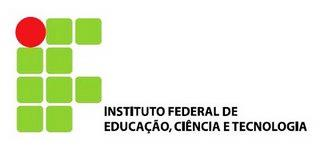 INSTITUTO FEDERAL DE
EDUCAÇÃO, CIÊNCIA E TECNOLOGIA